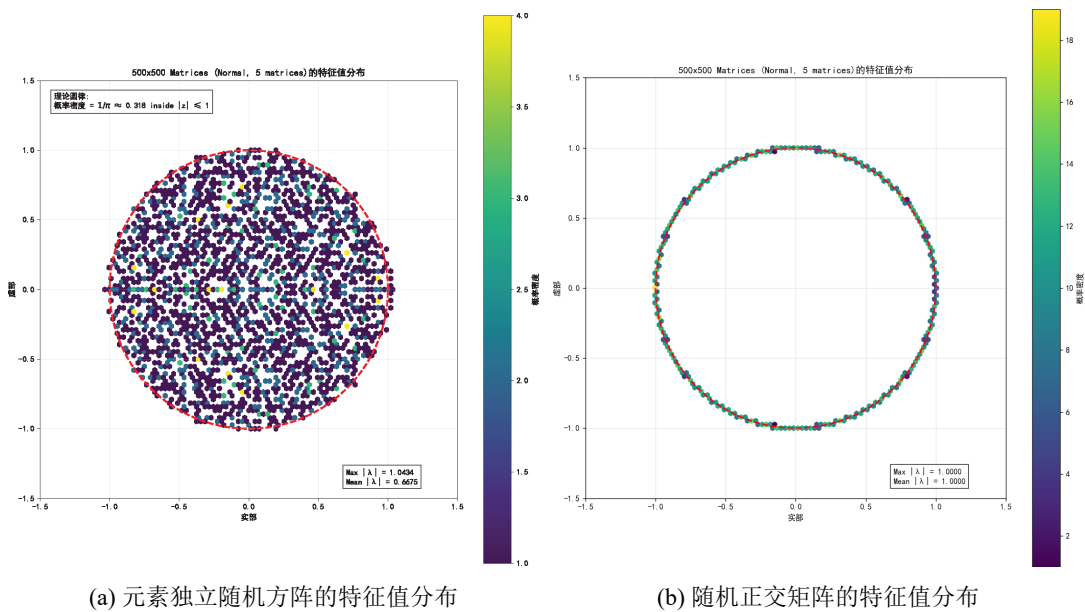 500x500 Matrices (Normal, 5 matrices)的特征值分布
理论圆律:
概率密度 = 1/π ≈ 0.318 inside |z| ≤ 1
1.5
1.0
0.5
0.0
-0.5
-1.0
-1.5
虚部
Max |λ| = 1.0434
Mean |λ| = 0.6675
-1.5 -1.0 -0.5 0.0 0.5 1.0 1.5
实部
4.0
3.5
3.0
2.5
2.0
1.5
1.0
概率密度
(a) 元素独立随机方阵的特征值分布
500x500 Matrices (Normal, 5 matrices)的特征值分布
1.5
1.0
0.5
0.0
-0.5
-1.0
-1.5
虚部
Max |λ| = 1.0000
Mean |λ| = 1.0000
-1.5 -1.0 -0.5 0.0 0.5 1.0 1.5
实部
18
16
14
12
10
8
6
4
2
概率密度
(b) 随机正交矩阵的特征值分布